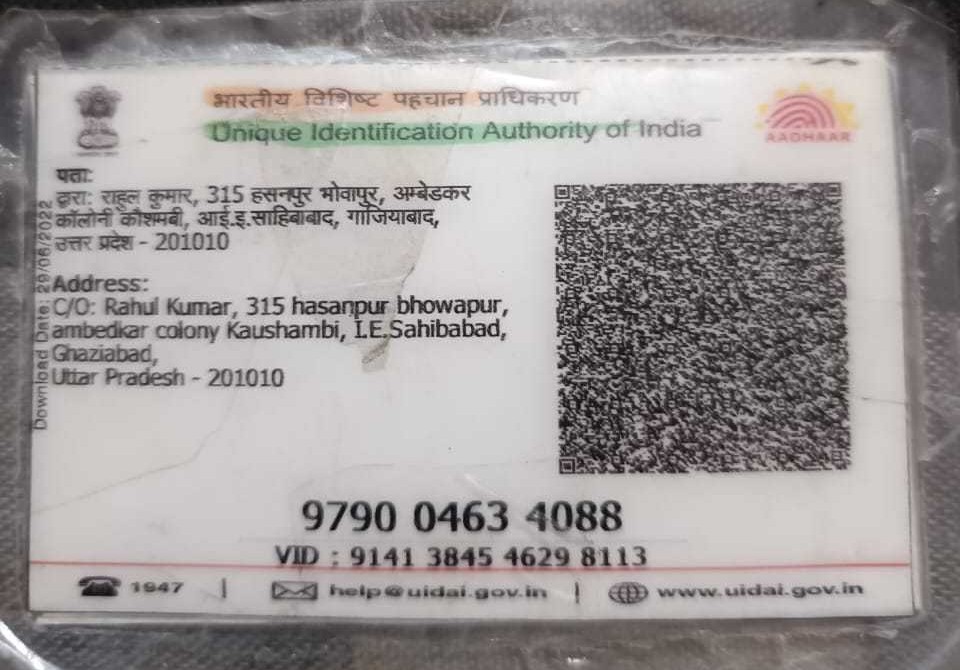 भारतीय विशिष्ट पहचान प्राधिकरण
Unique Identification Authority of India
AADHAAR
पता:
द्वारा: राहुल कुमार, 315 हसनपुर भोवापुर, अम्बेडकर
कॉलोनी कौशमबी, आई.इ.साहिबाबाद, गाजियाबाद,
उत्तर प्रदेश - 201010
Address:
C/O: Rahul Kumar, 315 hasanpur bhowapur,
ambedkar colony Kaushambi, I.E.Sahibabad,
Ghaziabad,
Uttar Pradesh - 201010
Download Date: 29/06/2022
9790 0463 4088
VID : 9141 3845 4629 8113
1947 | help@uidai.gov.in | www.uidai.gov.in